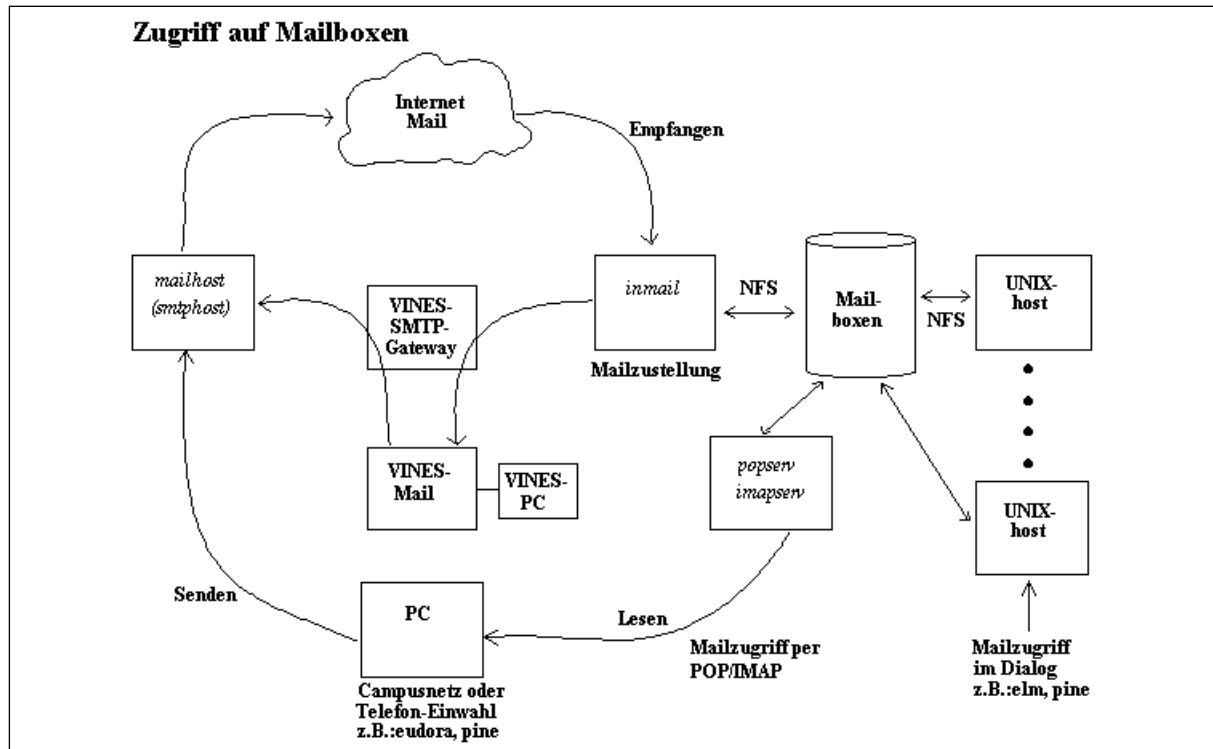 Zugriff auf Mailboxen
Internet
Mail
Empfangen
mailhost
(smtphost)
VINES-
SMTP-
Gateway
inmail
NFS
Mail-
boxen
NFS
UNIX-
host
Mailzustellung
VINES-
Mail
VINES-
PC
popserv
imapserv
UNIX-
host
Senden
PC
Lesen
Mailzugriff per
POP/IMAP
Mailzugriff
im Dialog
z.B.:elm, pine
Campusnetz oder
Telefon-Einwahl
z.B.:eudora, pine